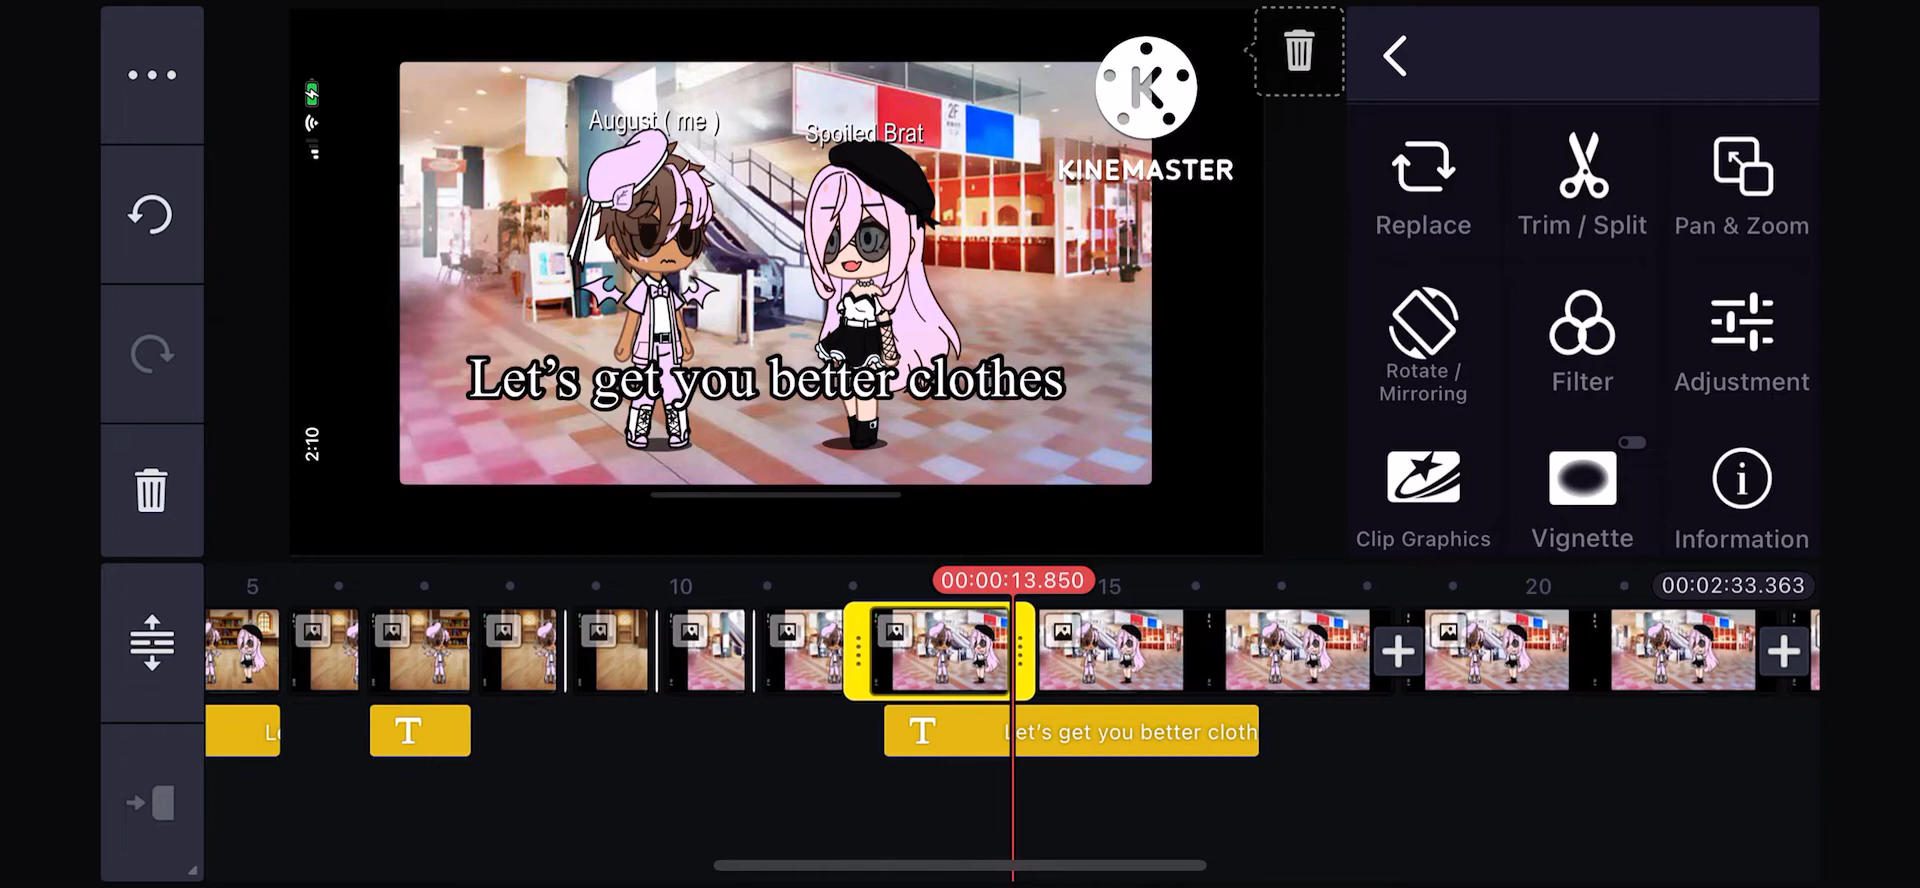 August ( me )
Spoiled Brat
2F
KINEMASTER
Let's get you better clothes
2:10
Replace
Trim / Split
Pan & Zoom
Rotate /
Mirroring
Filter
Adjustment
Clip Graphics
Vignette
Information
5
10
00:00:13.850
15
20
00:02:33.363
T
T
Let's get you better cloth